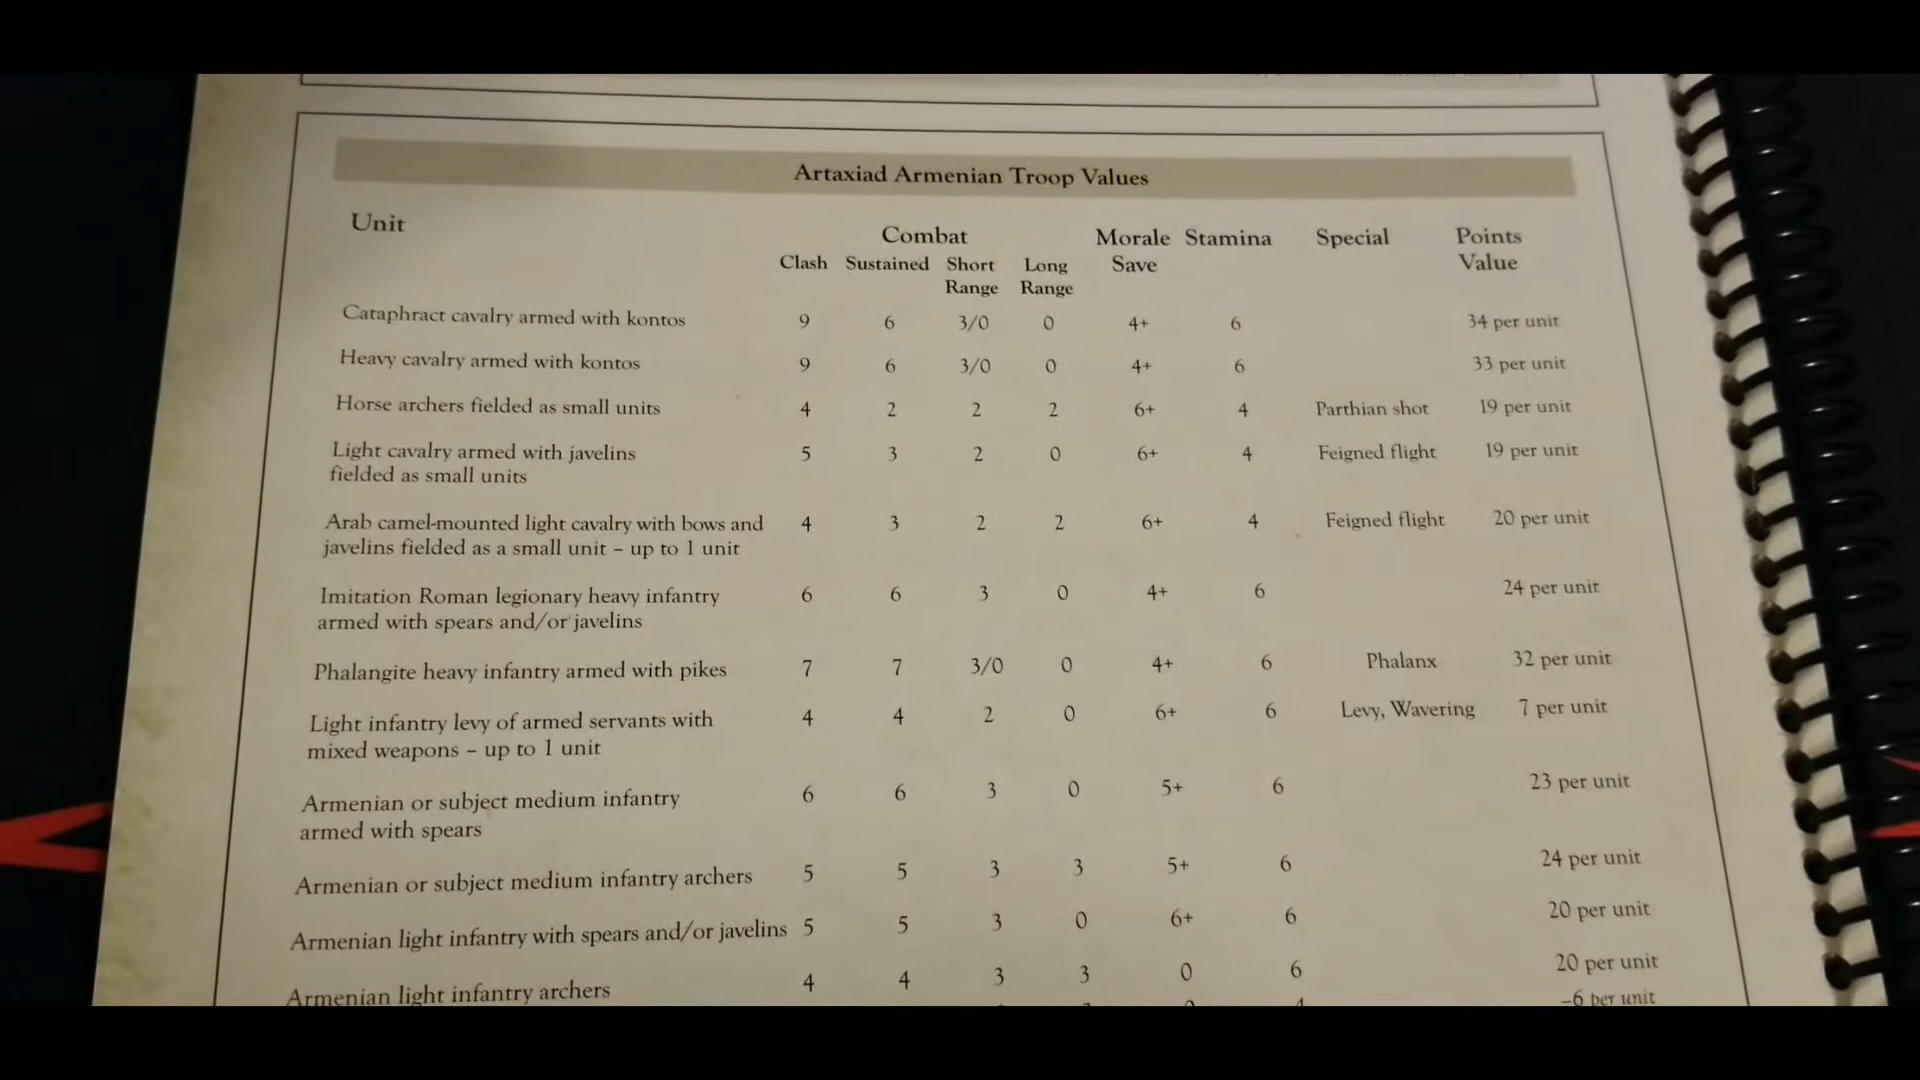 Artaxiad Armenian Troop Values
Unit Combat Morale Stamina Special Points
Clash Sustained Short Long Save Value
Range Range
Cataphract cavalry armed with kontos 9 6 3/0 0 4+ 6 34 per unit
Heavy cavalry armed with kontos 9 6 3/0 0 4+ 6 33 per unit
Horse archers fielded as small units 4 2 2 2 6+ 4 Parthian shot 19 per unit
Light cavalry armed with javelins 5 3 2 0 6+ 4 Feigned flight 19 per unit
fielded as small units
Arab camel-mounted light cavalry with bows and 4 3 2 2 6+ 4 Feigned flight 20 per unit
javelins fielded as a small unit – up to 1 unit
Imitation Roman legionary heavy infantry 6 6 3 0 4+ 6 24 per unit
armed with spears and/or javelins
Phalangite heavy infantry armed with pikes 7 7 3/0 0 4+ 6 Phalanx 32 per unit
Light infantry levy of armed servants with 4 4 2 0 6+ 6 Levy, Wavering 7 per unit
mixed weapons – up to 1 unit
Armenian or subject medium infantry 6 6 3 0 5+ 6 23 per unit
armed with spears
Armenian or subject medium infantry archers 5 5 3 3 5+ 6 24 per unit
Armenian light infantry with spears and/or javelins 5 5 3 0 6+ 6 20 per unit
Armenian light infantry archers 4 4 3 3 0 6 20 per unit
–6 per unit